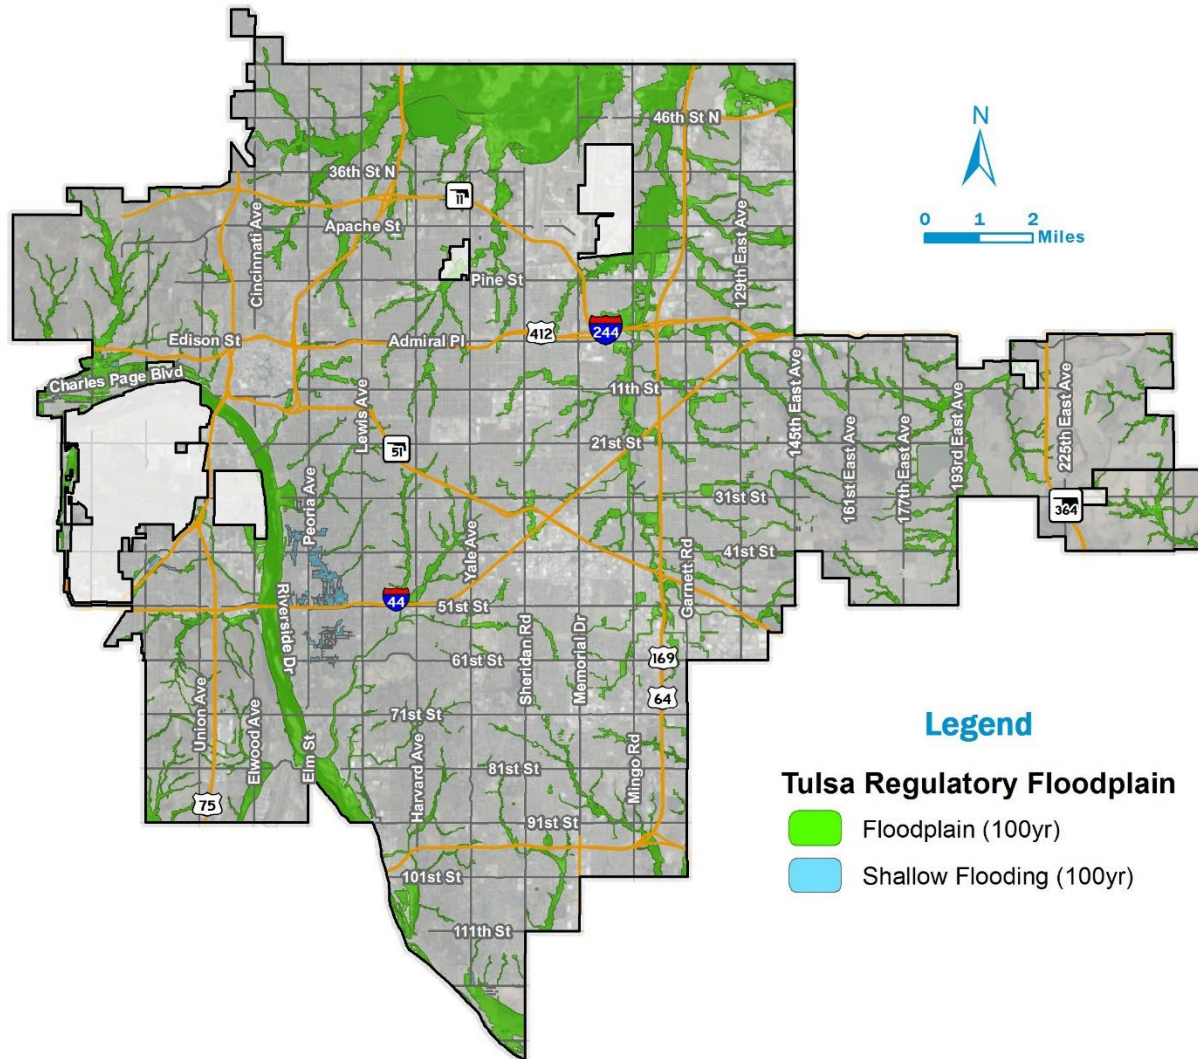 46th St N
N
36th St N
11
Apache St
Cincinnati Ave
129th East Ave
0 1 2
Miles
Pine St
Edison St
Admiral Pl
412
244
Charles Page Blvd
11th St
Lewis Ave
51
21st St
145th East Ave
161st East Ave
177th East Ave
193rd East Ave
225th East Ave
Peoria Ave
31st St
364
Yale Ave
41st St
Garnett Rd
44
51st St
Riverside Dr
61st St
Sheridan Rd
Memorial Dr
169
64
Union Ave
Elwood Ave
Elm St
71st St
Harvard Ave
81st St
Mingo Rd
75
91st St
101st St
111th St
Legend
Tulsa Regulatory Floodplain
Floodplain (100yr)
Shallow Flooding (100yr)